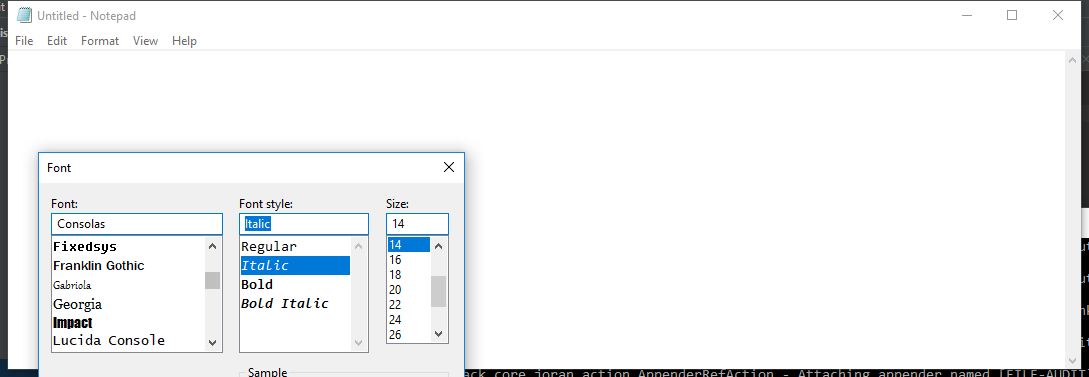 Untitled - Notepad
File Edit Format View Help
Font
Font: Font style: Size:
Consolas Italic 14
Fixedsys Regular 14
Franklin Gothic Italic 16
Gabriola Bold 18
Georgia Bold Italic 20
Impact 22
Lucida Console 24
26
Sample
ack core joran action AppenderRefAction - Attaching appender named [FILE-AUDIT